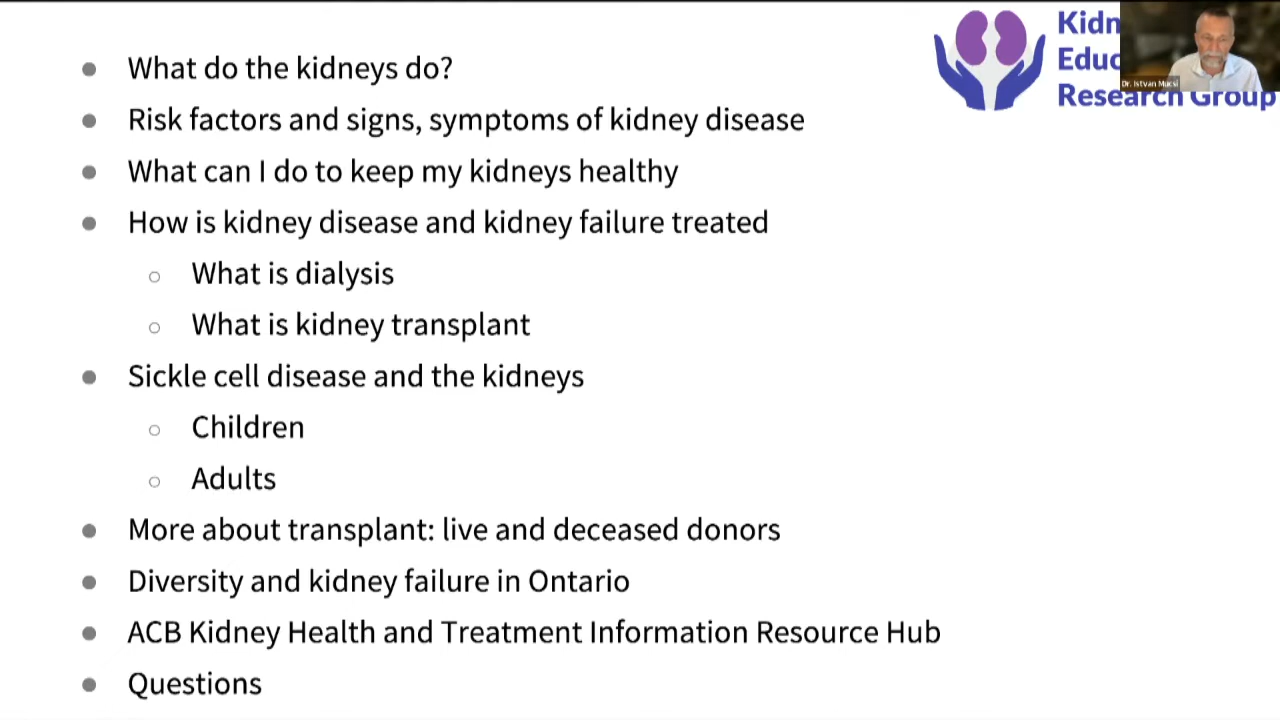 What do the kidneys do?
Risk factors and signs, symptoms of kidney disease
What can I do to keep my kidneys healthy
How is kidney disease and kidney failure treated
What is dialysis
What is kidney transplant
Sickle cell disease and the kidneys
Children
Adults
More about transplant: live and deceased donors
Diversity and kidney failure in Ontario
ACB Kidney Health and Treatment Information Resource Hub
Questions
Kidn
Educ
Research Group
Dr. Istvan Mucsi